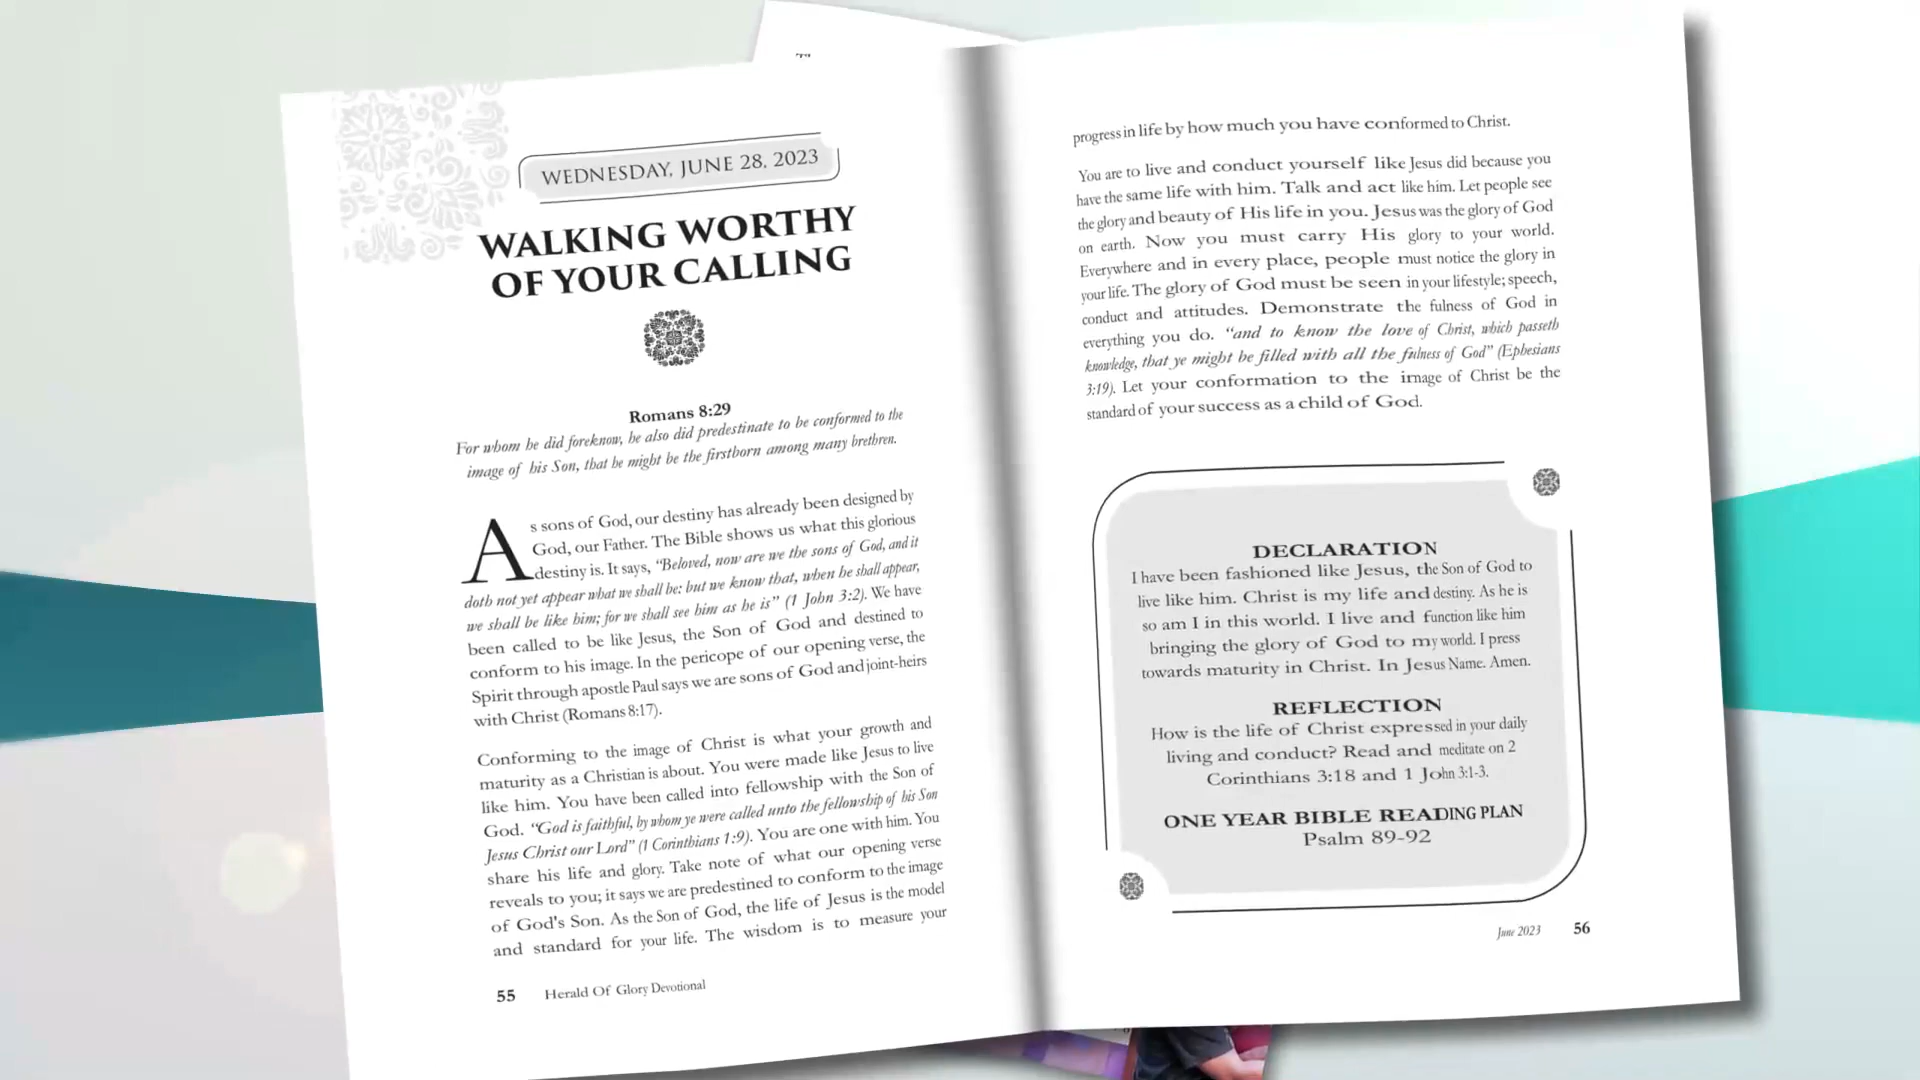 WEDNESDAY, JUNE 28, 2023
WALKING WORTHY
OF YOUR CALLING
Romans 8:29
For whom he did foreknow, he also did predestinate to be conformed to the
image of his Son, that he might be the firstborn among many brethren.
As sons of God, our destiny has already been designed by
God, our Father. The Bible shows us what this glorious
destiny is. It says, “Beloved, now are we the sons of God, and it
doth not yet appear what we shall be: but we know that, when he shall appear,
we shall be like him; for we shall see him as he is” (1 John 3:2). We have
been called to be like Jesus, the Son of God and destined to
conform to his image. In the pericope of our opening verse, the
Spirit through apostle Paul says we are sons of God and joint-heirs
with Christ (Romans 8:17).
Conforming to the image of Christ is what your growth and
maturity as a Christian is about. You were made like Jesus to live
like him. You have been called into fellowship with the Son of
God. “God is faithful, by whom ye were called unto the fellowship of his Son
Jesus Christ our Lord” (1 Corinthians 1:9). You are one with him. You
share his life and glory. Take note of what our opening verse
reveals to you; it says we are predestined to conform to the image
of God's Son. As the Son of God, the life of Jesus is the model
and standard for your life. The wisdom is to measure your
55 Herald Of Glory Devotional
progress in life by how much you have conformed to Christ.
You are to live and conduct yourself like Jesus did because you
have the same life with him. Talk and act like him. Let people see
the glory and beauty of His life in you. Jesus was the glory of God
on earth. Now you must carry His glory to your world.
Everywhere and in every place, people must notice the glory in
your life. The glory of God must be seen in your lifestyle; speech,
conduct and attitudes. Demonstrate the fulness of God in
everything you do. “and to know the love of Christ, which passeth
knowledge, that ye might be filled with all the fulness of God” (Ephesians
3:19). Let your conformation to the image of Christ be the
standard of your success as a child of God.
DECLARATION
I have been fashioned like Jesus, the Son of God to
live like him. Christ is my life and destiny. As he is
so am I in this world. I live and function like him
bringing the glory of God to my world. I press
towards maturity in Christ. In Jesus Name. Amen.
REFLECTION
How is the life of Christ expressed in your daily
living and conduct? Read and meditate on 2
Corinthians 3:18 and 1 John 3:1-3.
ONE YEAR BIBLE READING PLAN
Psalm 89-92
June 2023 56